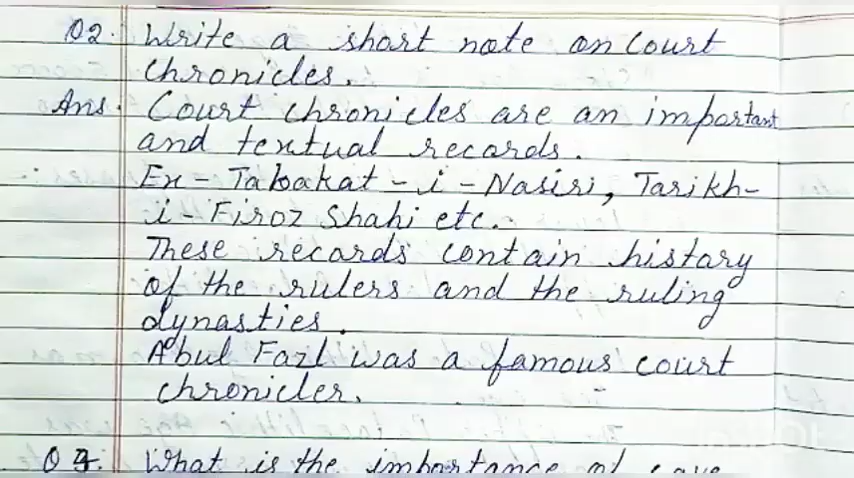 Q2. Write a short note on Court
Chronicles.
Ans. Court chronicles are an important
and textual records.
Ex - Tabakat - i - Nasiri, Tarikh-
i - Firoz Shahi etc.
These records contain history
of the rulers and the ruling
dynasties.
Abul Fazl was a famous court
chronicler.
Q 3. What is the importance of cave